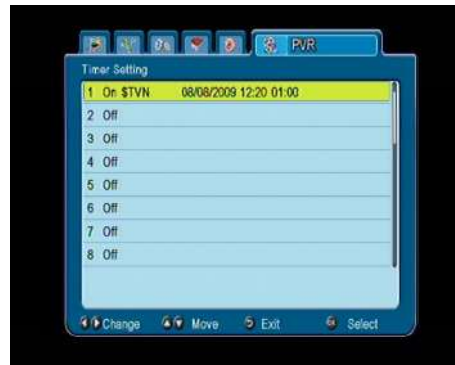 PVR
Timer Setting
1 On $TVN 08/08/2009 12:20 01:00
2 Off
3 Off
4 Off
5 Off
6 Off
7 Off
8 Off
Change Move Exit Select